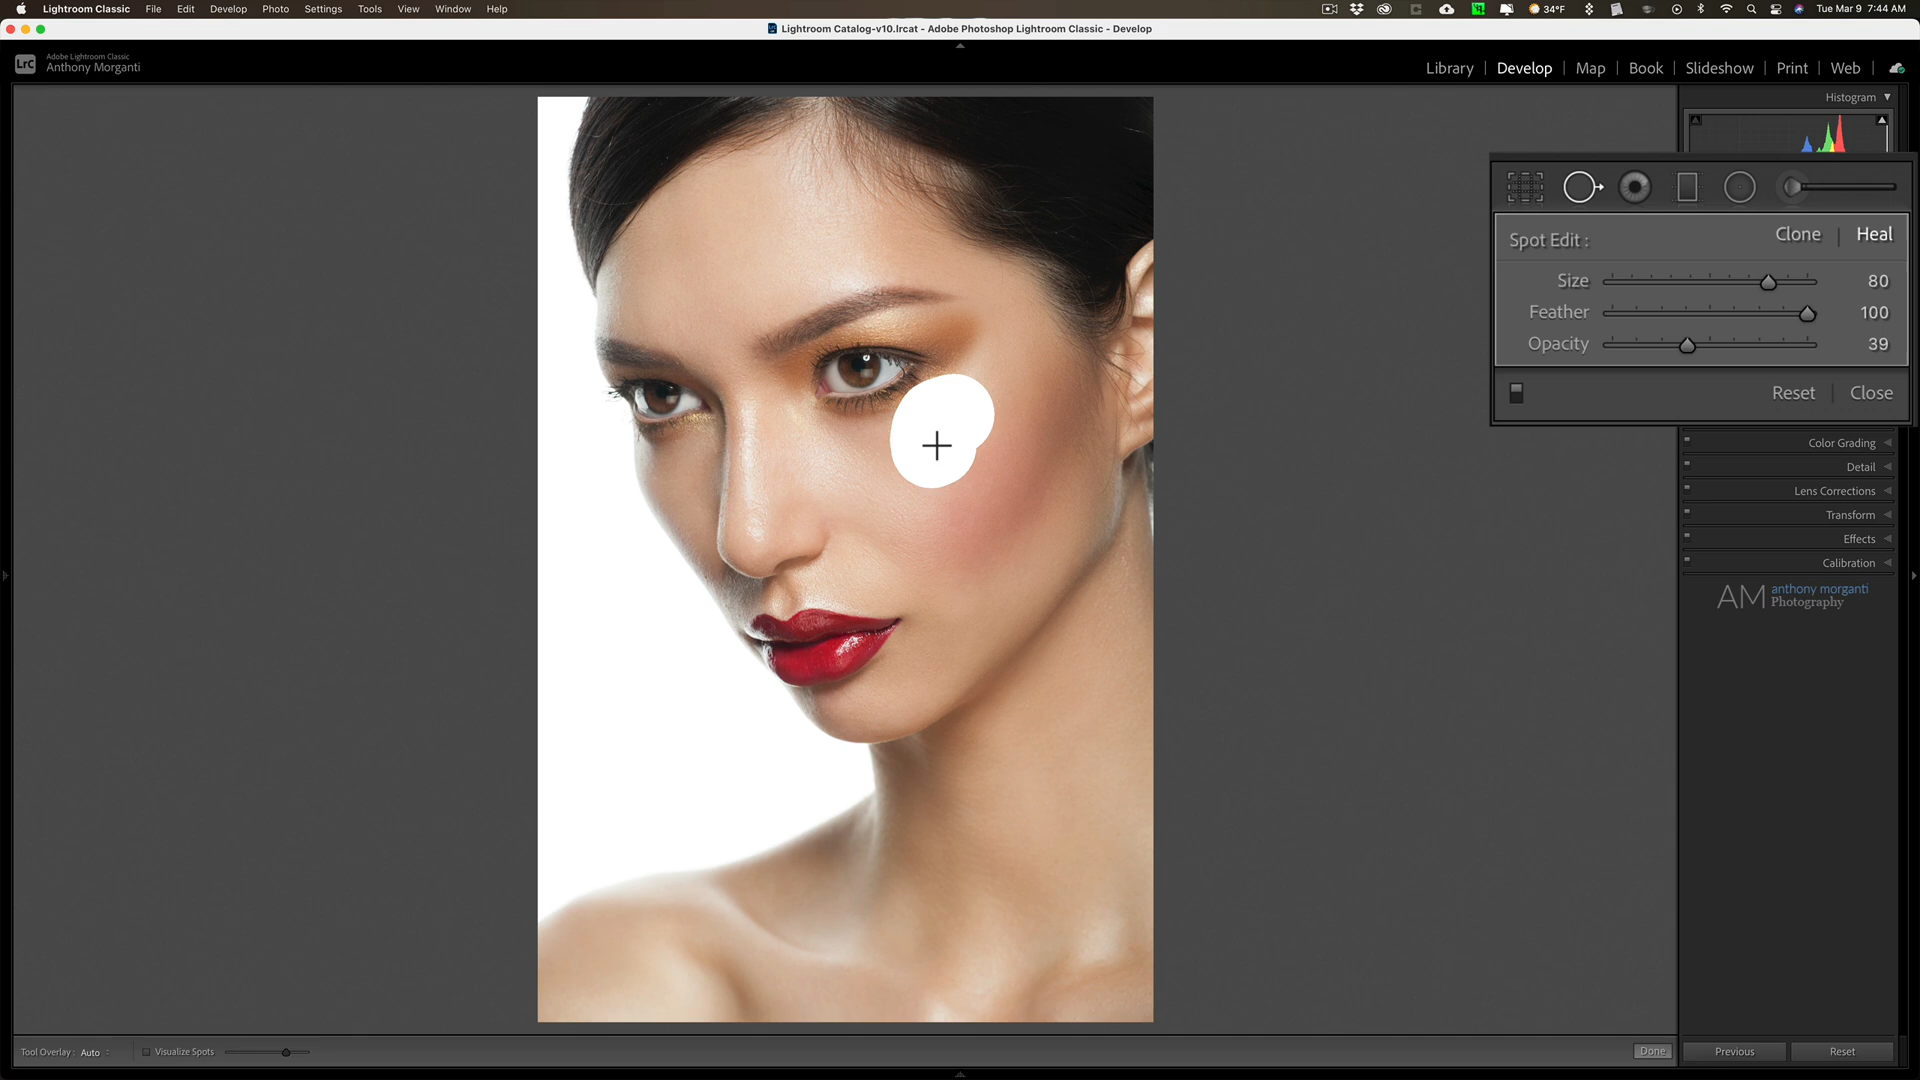 Lightroom Classic File Edit Develop Photo Settings Tools View Window Help 34°F Tue Mar 9 7:44 AM
Lightroom Catalog-v10.lrcat - Adobe Photoshop Lightroom Classic - Develop
LrC
Adobe Lightroom Classic
Anthony Morganti
Library | Develop | Map | Book | Slideshow | Print | Web |
Histogram
Spot Edit : Clone | Heal
Size 80
Feather 100
Opacity 39
Reset | Close
Color Grading
Detail
Lens Corrections
Transform
Effects
Calibration
AM anthony morganti
Photography
Tool Overlay : Auto Visualize Spots Done Previous Reset